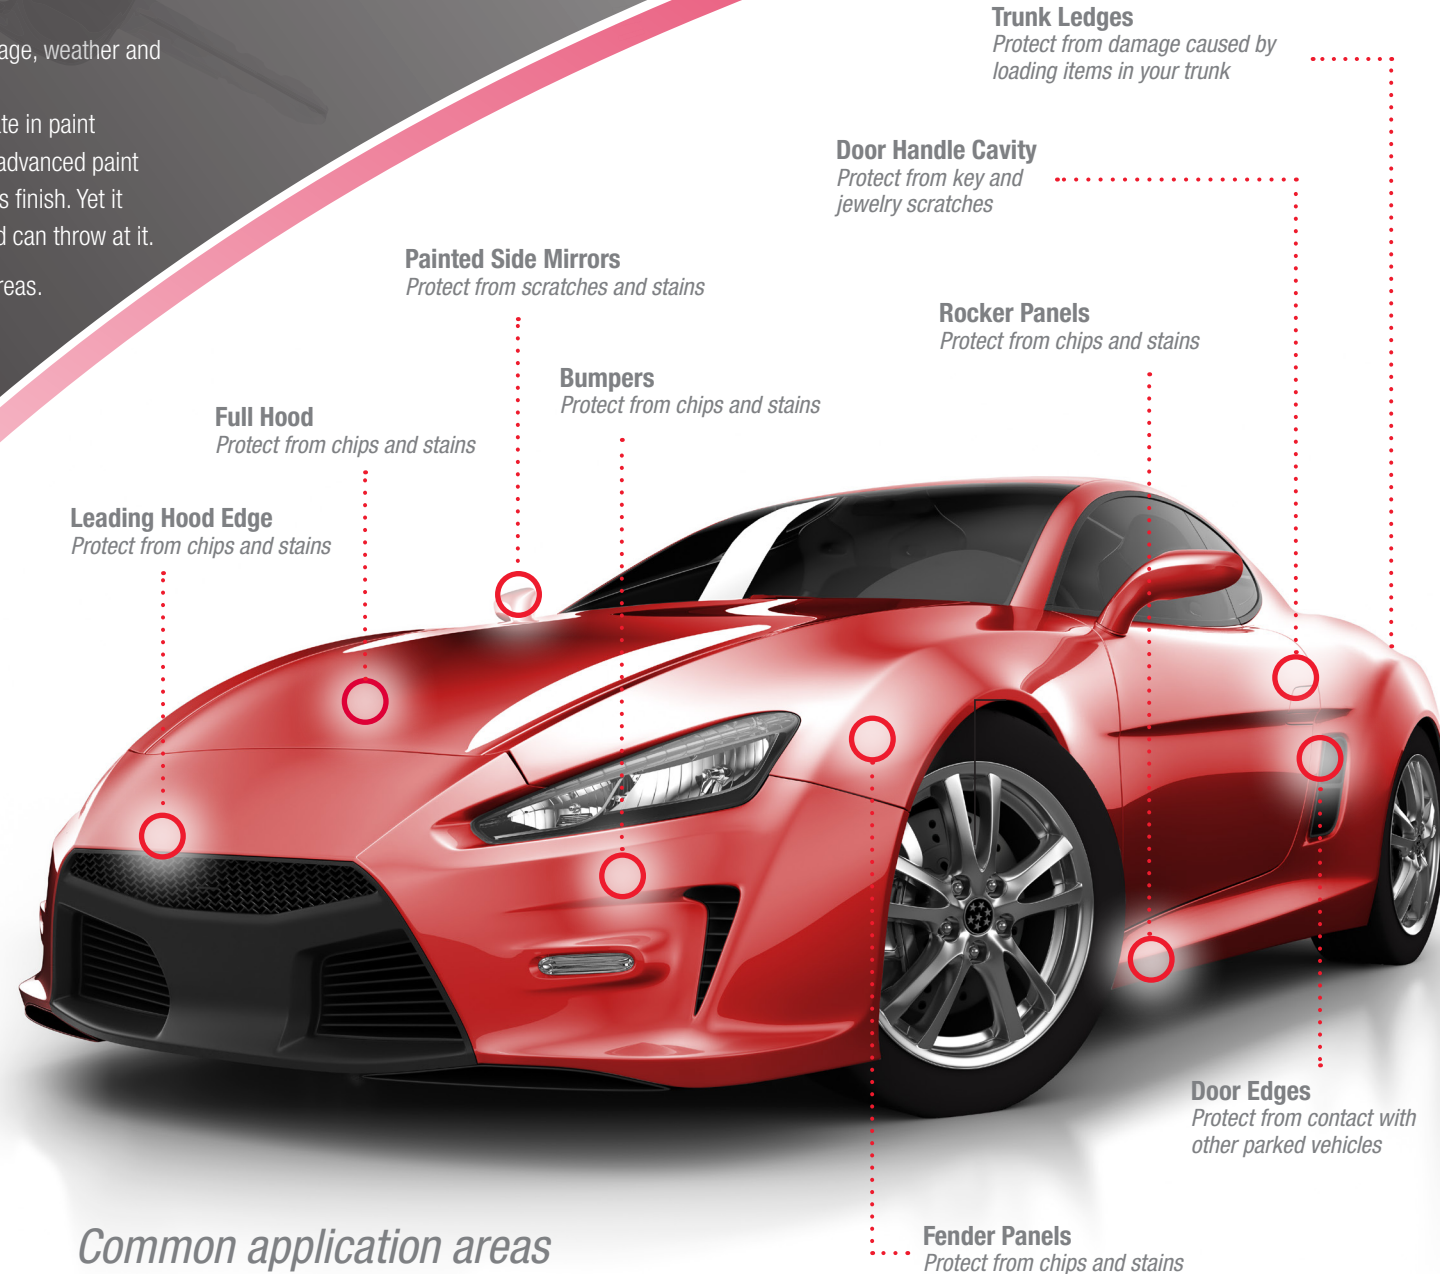 age, weather and
te in paint
advanced paint
s finish. Yet it
d can throw at it.
reas.
Trunk Ledges
Protect from damage caused by
loading items in your trunk
Door Handle Cavity
Protect from key and
jewelry scratches
Painted Side Mirrors
Protect from scratches and stains
Rocker Panels
Protect from chips and stains
Bumpers
Protect from chips and stains
Full Hood
Protect from chips and stains
Leading Hood Edge
Protect from chips and stains
Door Edges
Protect from contact with
other parked vehicles
Fender Panels
Protect from chips and stains
Common application areas